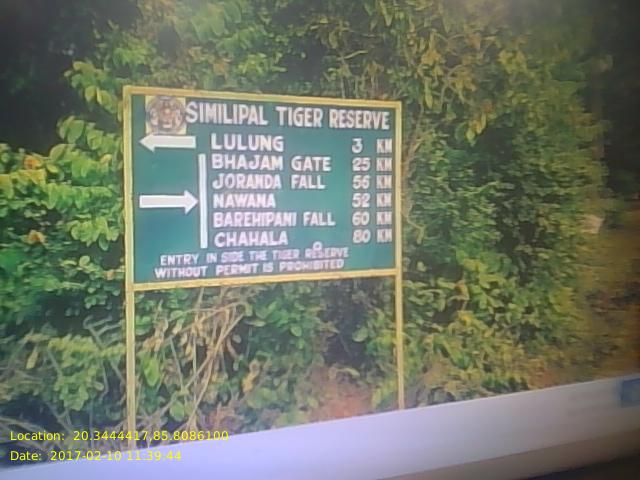 SIMILIPAL TIGER RESERVE
LULUNG 3 KM
BHAJAM GATE 25 KM
JORANDA FALL 56 KM
NAWANA 52 KM
BAREHIPANI FALL 60 KM
CHAHALA 80 KM
ENTRY IN SIDE THE TIGER RESERVE
WITHOUT PERMIT IS PROHIBITED
Location: 20.3444417,85.8086100
Date: 2017-02-10 11:39:44